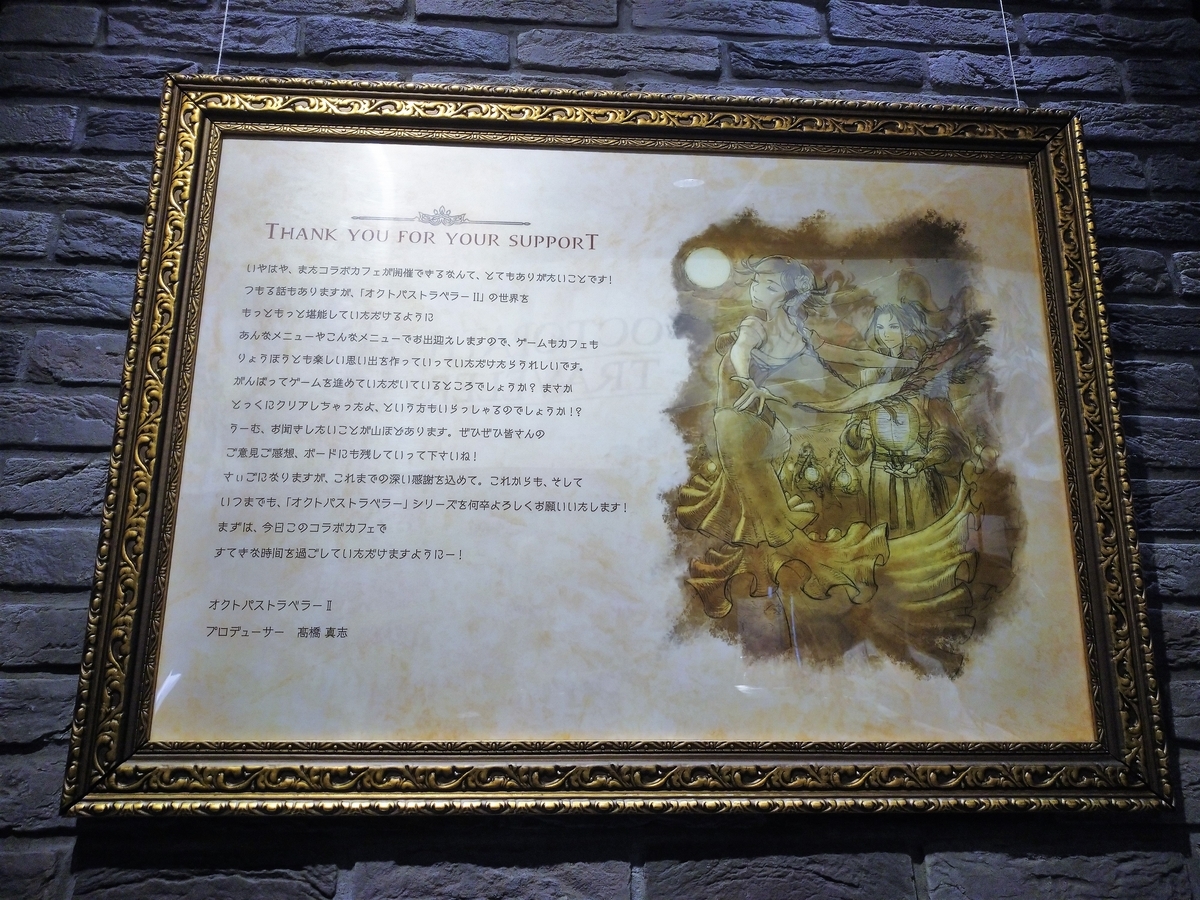 THANK YOU FOR YOUR SUPPORT
いやはや、またコラボカフェが開催できるなんて、とてもありがたいことです！
つもる話もありますが、「オクトパストラベラーⅡ」の世界を
もっともっと堪能していただけるように
あんなメニューやこんなメニューでお出迎えしますので、ゲームもカフェも
りょうほうとも楽しい思い出を作っていっていただけたらうれしいです。
がんばってゲームを進めていただいているところでしょうか？ まさか
とっくにクリアしちゃったよ、という方もいらっしゃるのでしょうか！？
うーむ、お聞きしたいことが山ほどあります。ぜひぜひ皆さんの
ご意見ご感想、ボードにも残していって下さいね！
さいごになりますが、これまでの深い感謝を込めて。これからも、そして
いつまでも、「オクトパストラベラー」シリーズを何卒よろしくお願いいたします！
まずは、今日このコラボカフェで
すてきな時間を過ごしていただけますようにー！
オクトパストラベラーⅡ
プロデューサー　髙橋 真志